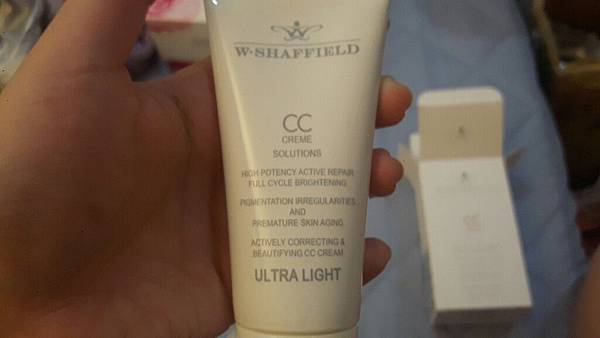 W·SHAFFIELD
CC
CREME
SOLUTIONS
HIGH POTENCY ACTIVE REPAIR
FULL CYCLE BRIGHTENING
PIGMENTATION IRREGULARITIES
AND
PREMATURE SKIN AGING
ACTIVELY CORRECTING &
BEAUTIFYING CC CREAM
ULTRA LIGHT
CC